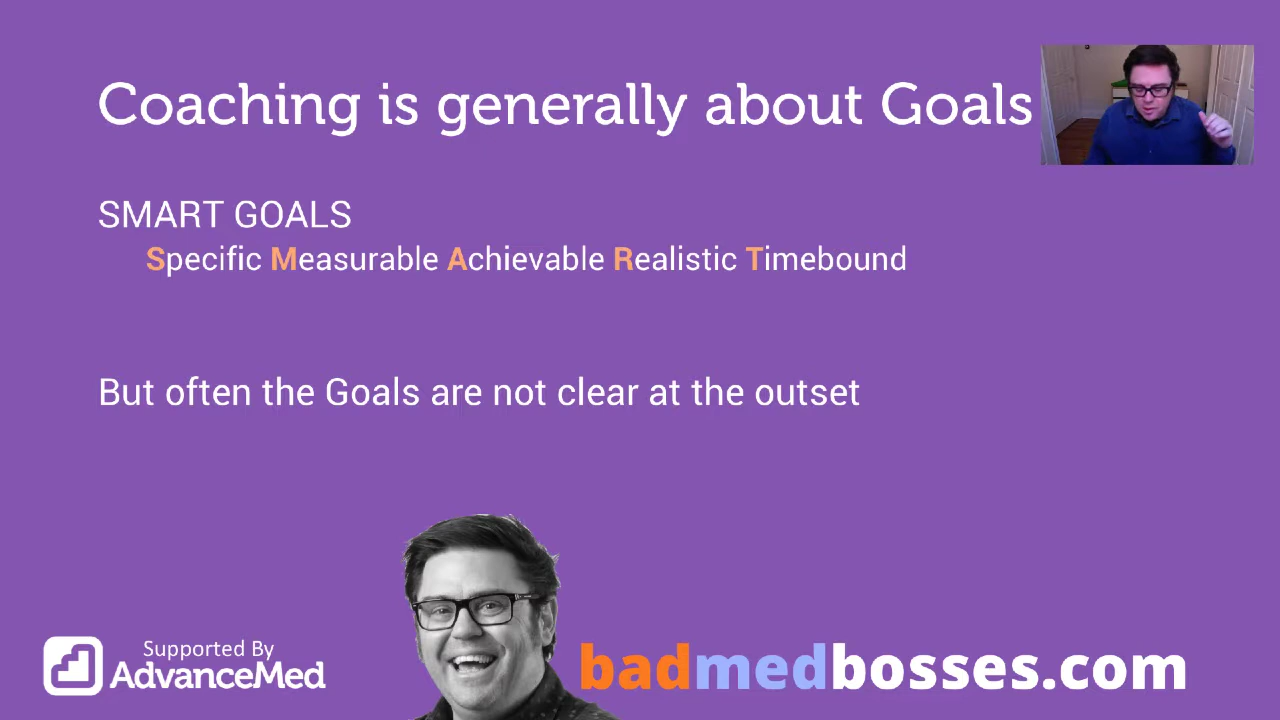 Coaching is generally about Goals
SMART GOALS
Specific Measurable Achievable Realistic Timebound
But often the Goals are not clear at the outset
Supported By
AdvanceMed
badmedbosses.com